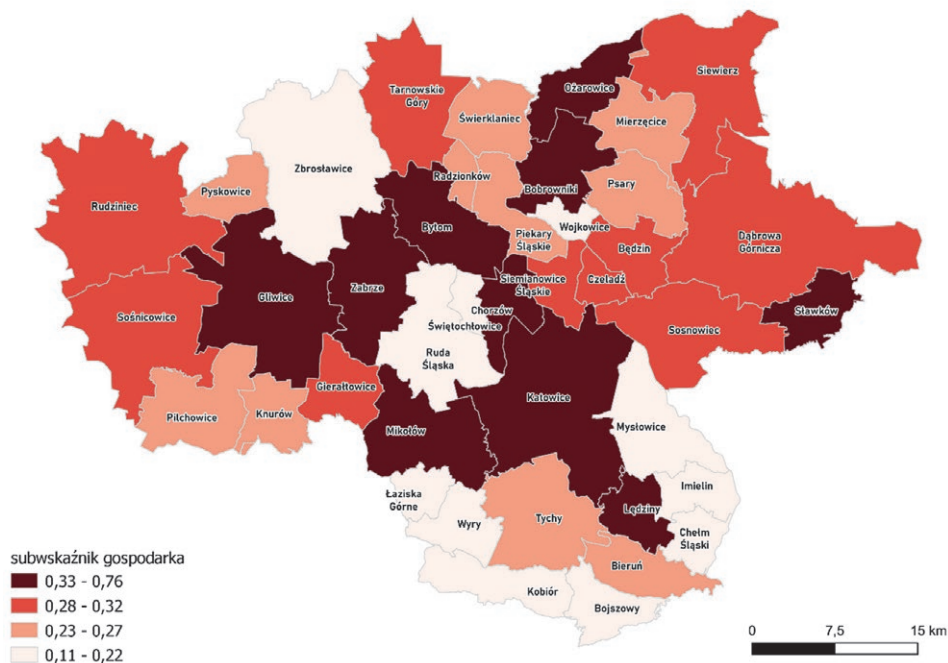 Siewierz
Tarnowskie
Góry
Ożarowice
Świerklaniec
Mierzęcice
Zbrosławice
Radzionków
Bobrowniki
Psary
Pyskowice
Rudziniec
Bytom
Wojkowice
Piekary
Śląskie
Będzin
Dąbrowa
Górnicza
Gliwice
Zabrze
Siemianowice
Śląskie
Czeladź
Sośnicowice
Chorzów
Świętochłowice
Sławków
Sosnowiec
Ruda
Śląska
Gierałtowice
Katowice
Pilchowice
Knurów
Mikołów
Mysłowice
Imielin
Łaziska
Górne
Lędziny
Wyry
Tychy
Chełm
Śląski
Bieruń
Kobiór
Bojszowy
subwskaźnik gospodarka
0,33 - 0,76
0,28 - 0,32
0,23 - 0,27
0,11 - 0,22
0 7,5 15 km